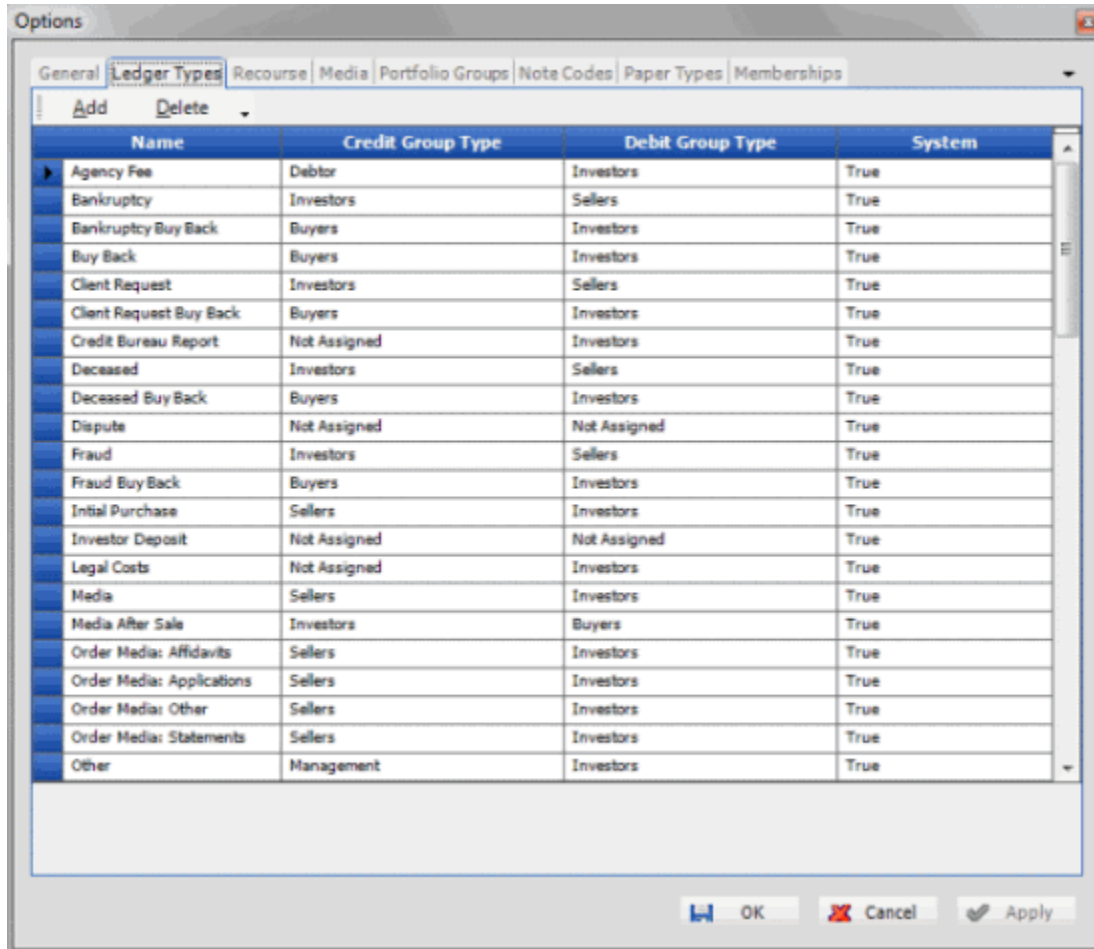 Options
General Ledger Types Recourse Media Portfolio Groups Note Codes Paper Types Memberships
Add Delete
Name Credit Group Type Debit Group Type System
Agency Fee Debtor Investors True
Bankruptcy Investors Sellers True
Bankruptcy Buy Back Buyers Investors True
Buy Back Buyers Investors True
Client Request Investors Sellers True
Client Request Buy Back Buyers Investors True
Credit Bureau Report Not Assigned Investors True
Deceased Investors Sellers True
Deceased Buy Back Buyers Investors True
Dispute Not Assigned Not Assigned True
Fraud Investors Sellers True
Fraud Buy Back Buyers Investors True
Intial Purchase Sellers Investors True
Investor Deposit Not Assigned Not Assigned True
Legal Costs Not Assigned Investors True
Media Sellers Investors True
Media After Sale Investors Buyers True
Order Media: Affidavits Sellers Investors True
Order Media: Applications Sellers Investors True
Order Media: Other Sellers Investors True
Order Media: Statements Sellers Investors True
Other Management Investors True
OK Cancel Apply